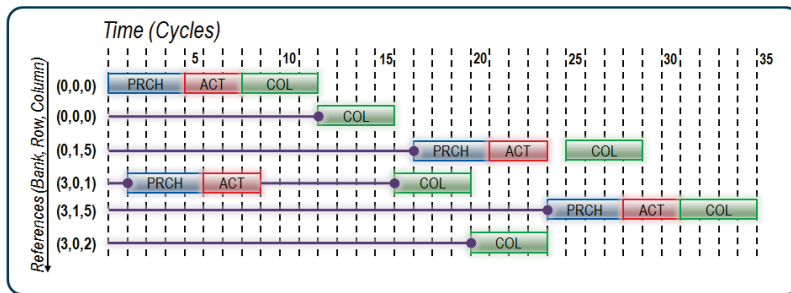 Time (Cycles)
5 10 15 20 25 30 35
References (Bank, Row, Column)
(0,0,0) PRCH ACT COL
(0,0,0) COL
(0,1,5) PRCH ACT COL
(3,0,1) PRCH ACT COL
(3,1,5) PRCH ACT COL
(3,0,2) COL